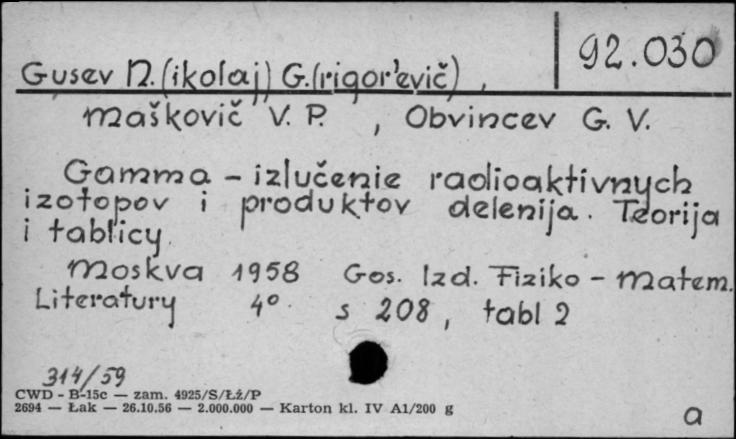 92.030
Gusev N.(ikolaj) G.(rigor'evič),
Maškovič V. P. , Obvincev G. V.
Gamma - izlučenie radioaktivnych
izotopov i produktov delenija. Teorija
i tablicy.
Moskva 1958 Gos. Izd. Fiziko - Matem.
Literatury 4° s 208, tabl 2
314/59
CWD - B-15c — zam. 4925/S/Łż/P
2694 — Łak — 26.10.56 — 2.000.000 — Karton kl. IV A1/200 g
a